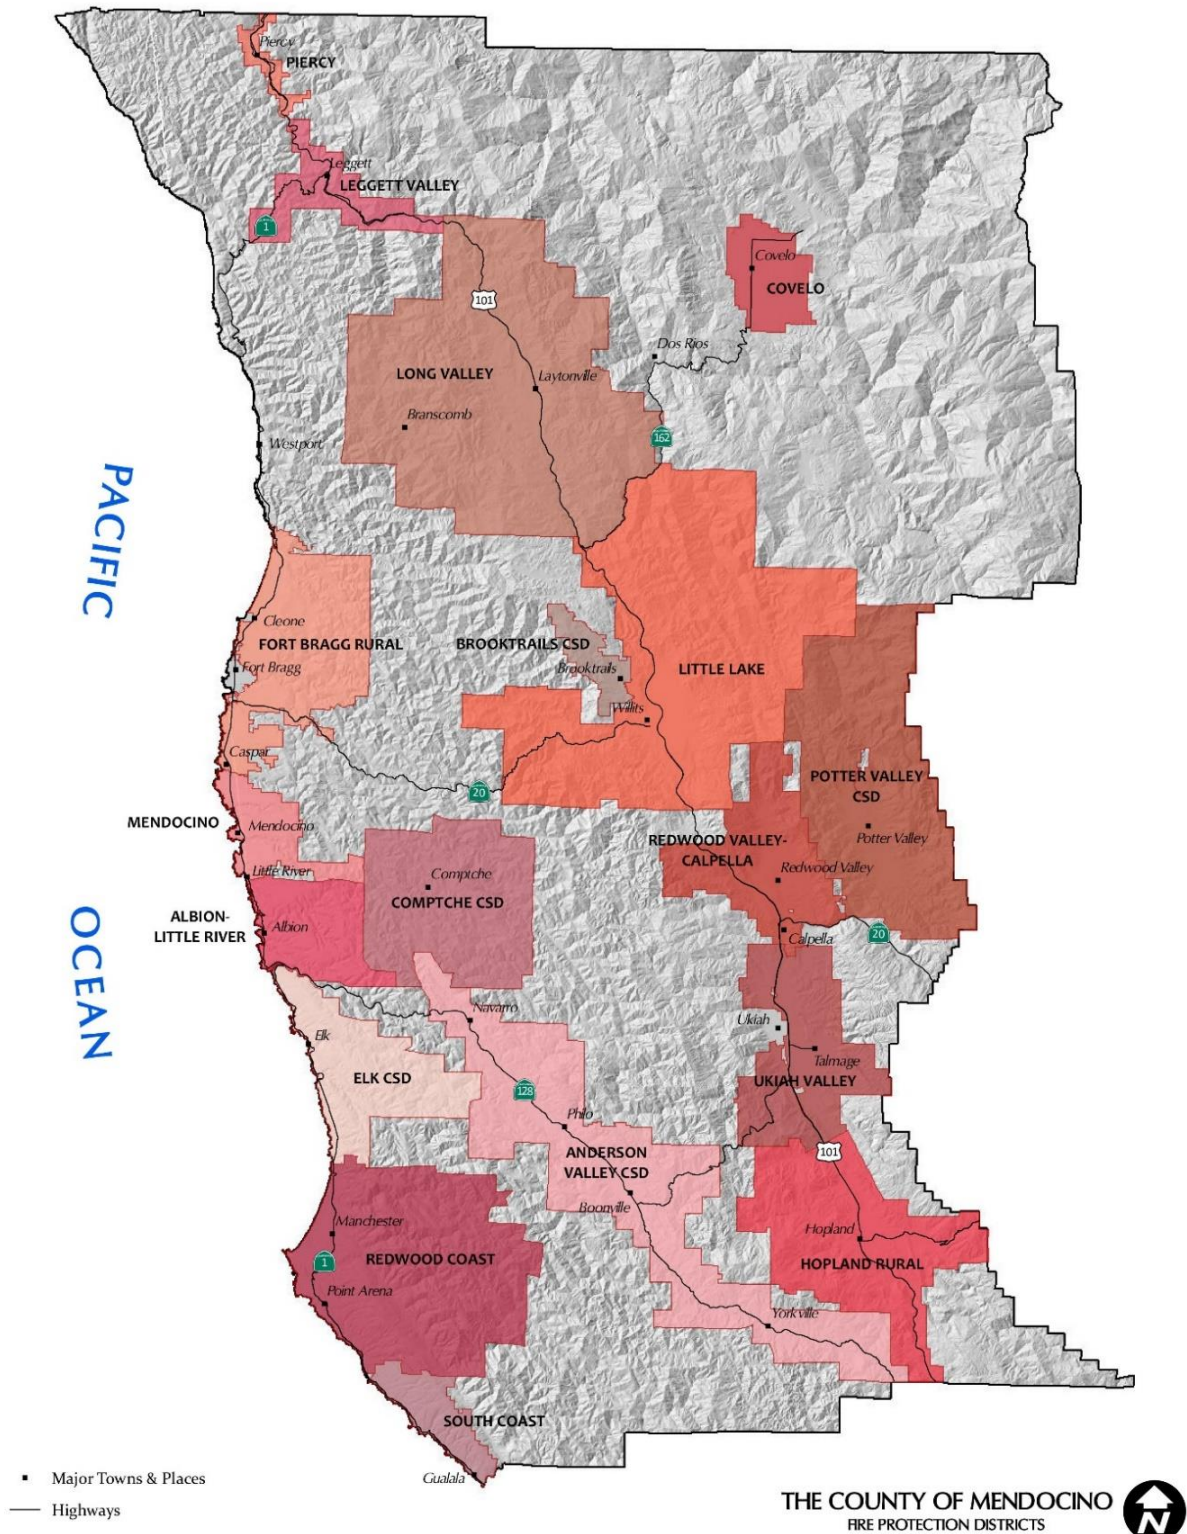 Piercy
PIERCY
Leggett
LEGGETT VALLEY
1
Covelo
COVELO
101
Dos Rios
LONG VALLEY
Laytonville
Branscomb
162
Westport
PACIFIC
Cleone
FORT BRAGG RURAL
BROOKTRAILS CSD
Fort Bragg
Brooktrails
LITTLE LAKE
Willits
Caspar
20
POTTER VALLEY
CSD
MENDOCINO
Mendocino
Potter Valley
REDWOOD VALLEY-
CALPELLA
Little River
Comptche
Redwood Valley
COMPTCHE CSD
ALBION-
LITTLE RIVER
Albion
Calpella
20
OCEAN
Navarro
Ukiah
Elk
Talmage
ELK CSD
UKIAH VALLEY
128
Philo
ANDERSON
VALLEY CSD
101
Boonville
Manchester
Hopland
REDWOOD COAST
1
HOPLAND RURAL
Point Arena
Yorkville
SOUTH COAST
Gualala
Major Towns & Places
Highways
THE COUNTY OF MENDOCINO
FIRE PROTECTION DISTRICTS
N